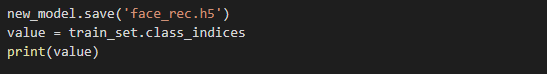 new_model.save('face_rec.h5')
value = train_set.class_indices
print(value)